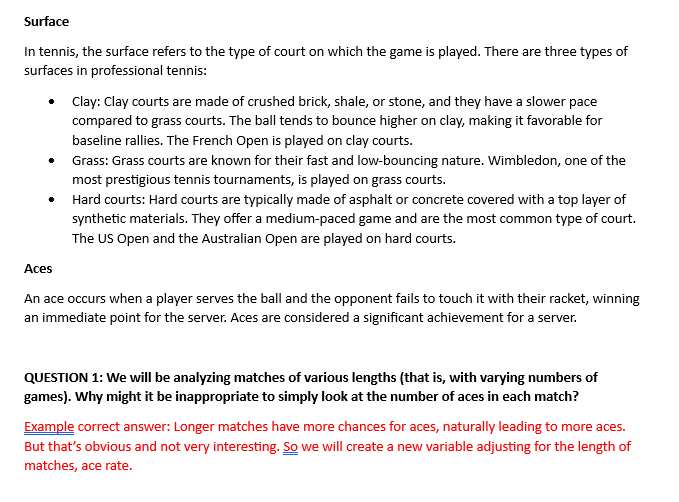 Surface
In tennis, the surface refers to the type of court on which the game is played. There are three types of
surfaces in professional tennis:
• Clay: Clay courts are made of crushed brick, shale, or stone, and they have a slower pace
compared to grass courts. The ball tends to bounce higher on clay, making it favorable for
baseline rallies. The French Open is played on clay courts.
• Grass: Grass courts are known for their fast and low-bouncing nature. Wimbledon, one of the
most prestigious tennis tournaments, is played on grass courts.
• Hard courts: Hard courts are typically made of asphalt or concrete covered with a top layer of
synthetic materials. They offer a medium-paced game and are the most common type of court.
The US Open and the Australian Open are played on hard courts.
Aces
An ace occurs when a player serves the ball and the opponent fails to touch it with their racket, winning
an immediate point for the server. Aces are considered a significant achievement for a server.
QUESTION 1: We will be analyzing matches of various lengths (that is, with varying numbers of
games). Why might it be inappropriate to simply look at the number of aces in each match?
Example correct answer: Longer matches have more chances for aces, naturally leading to more aces.
But that's obvious and not very interesting. So we will create a new variable adjusting for the length of
matches, ace rate.